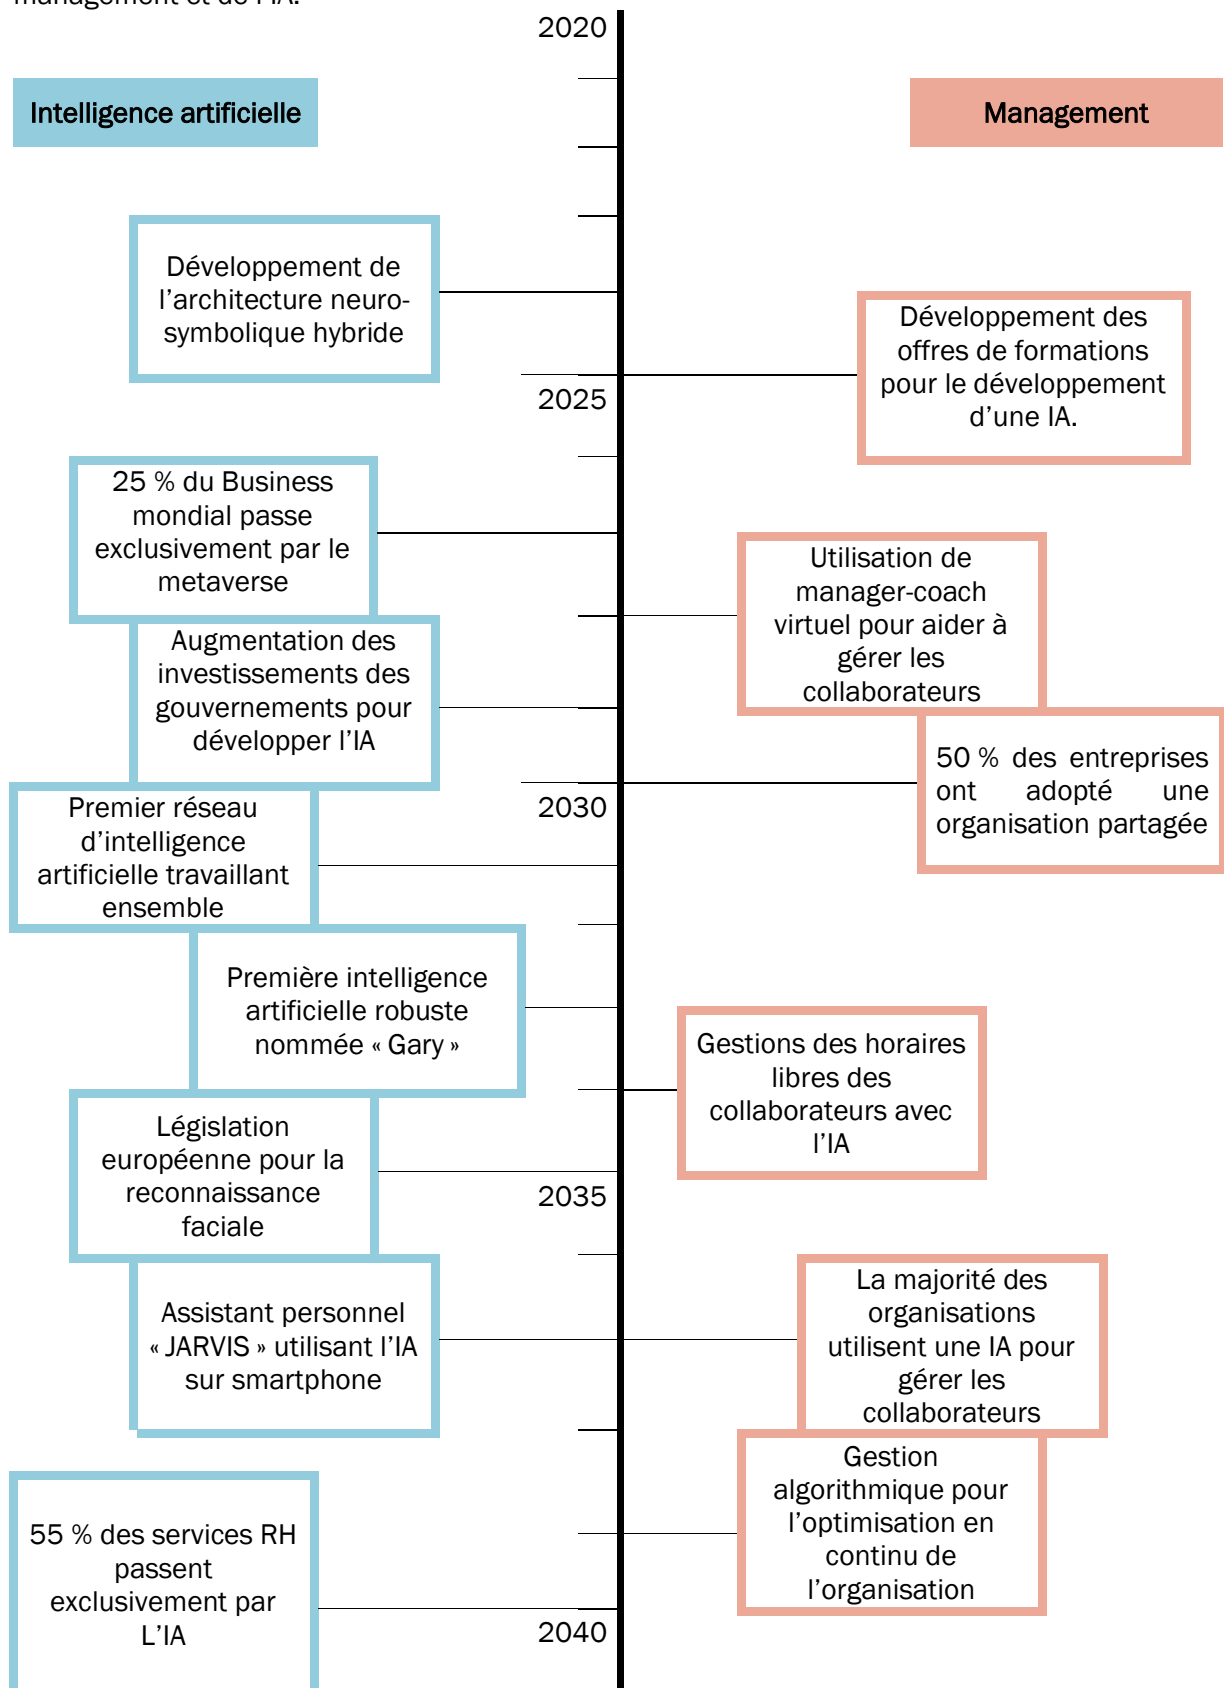 management et de l'IA.
2020
Intelligence artificielle
Management
Développement de
l’architecture neuro-
symbolique hybride
Développement des
offres de formations
pour le développement
d’une IA.
2025
25 % du Business
mondial passe
exclusivement par le
metaverse
Utilisation de
manager-coach
virtuel pour aider à
gérer les
collaborateurs
Augmentation des
investissements des
gouvernements pour
développer l’IA
50 % des entreprises
ont adopté une
organisation partagée
2030
Premier réseau
d’intelligence
artificielle travaillant
ensemble
Première intelligence
artificielle robuste
nommée « Gary »
Gestions des horaires
libres des
collaborateurs avec
l’IA
Législation
européenne pour la
reconnaissance
faciale
2035
Assistant personnel
« JARVIS » utilisant l’IA
sur smartphone
La majorité des
organisations
utilisent une IA pour
gérer les
collaborateurs
Gestion
algorithmique pour
l’optimisation en
continu de
l’organisation
55 % des services RH
passent
exclusivement par
L’IA
2040